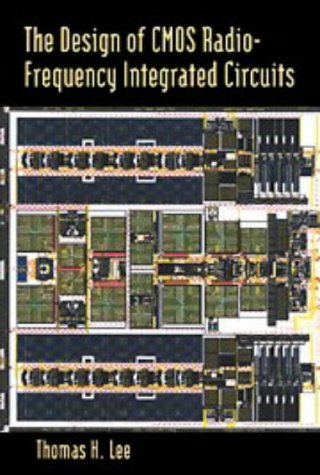 The Design of CMOS Radio-
Frequency Integrated Circuits
Thomas H. Lee